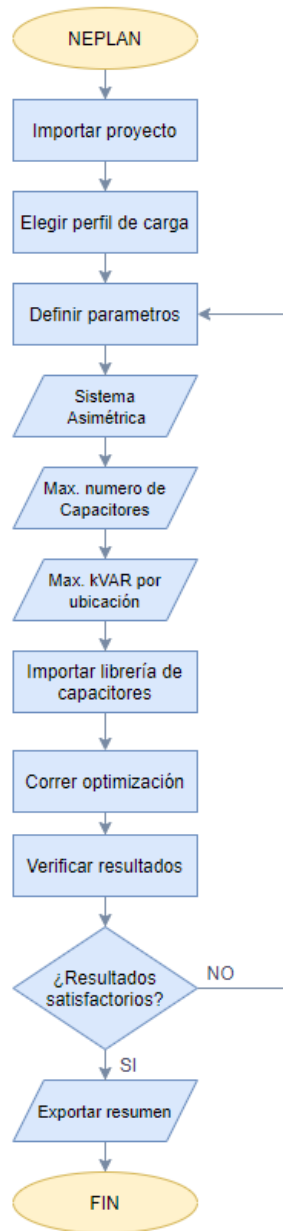 NEPLAN
Importar proyecto
Elegir perfil de carga
Definir parametros
Sistema
Asimétrica
Max. numero de
Capacitores
Max. kVAR por
ubicación
Importar librería de
capacitores
Correr optimización
Verificar resultados
¿Resultados
satisfactorios?
NO
SI
Exportar resumen
FIN